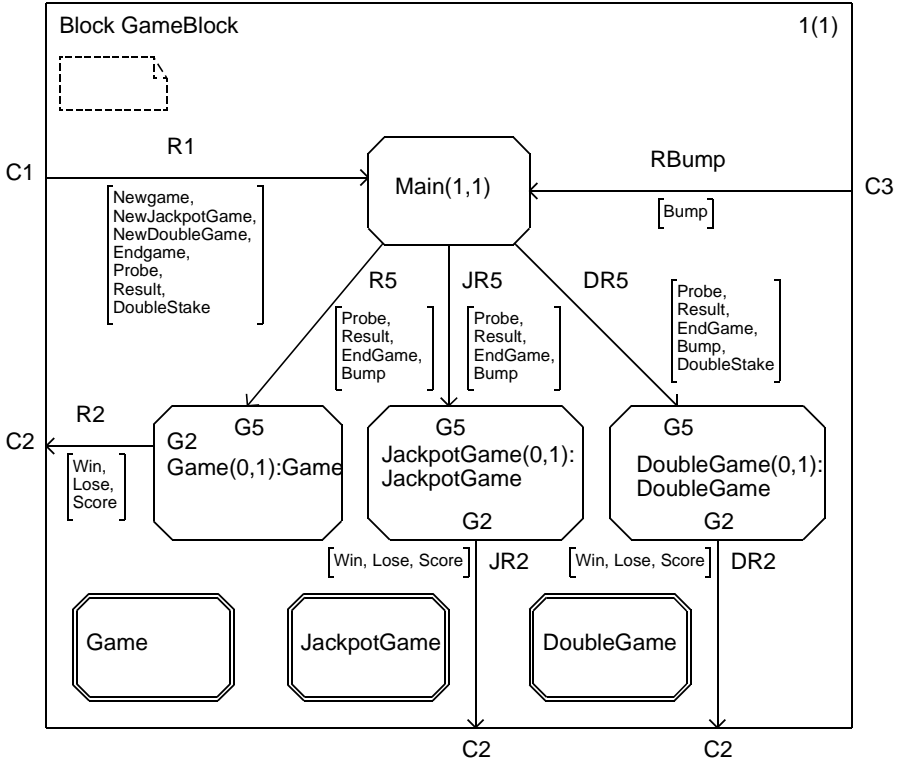 Block GameBlock
1(1)
R1
C1
Newgame,
NewJackpotGame,
NewDoubleGame,
Endgame,
Probe,
Result,
DoubleStake
Main(1,1)
RBump
C3
Bump
R5
Probe,
Result,
EndGame,
Bump
JR5
Probe,
Result,
EndGame,
Bump
DR5
Probe,
Result,
EndGame,
Bump,
DoubleStake
R2
C2
Win,
Lose,
Score
G5
G2
Game(0,1):Game
G5
JackpotGame(0,1):
JackpotGame
G2
G5
DoubleGame(0,1):
DoubleGame
G2
Win, Lose, Score
JR2
Win, Lose, Score
DR2
Game
JackpotGame
DoubleGame
C2
C2